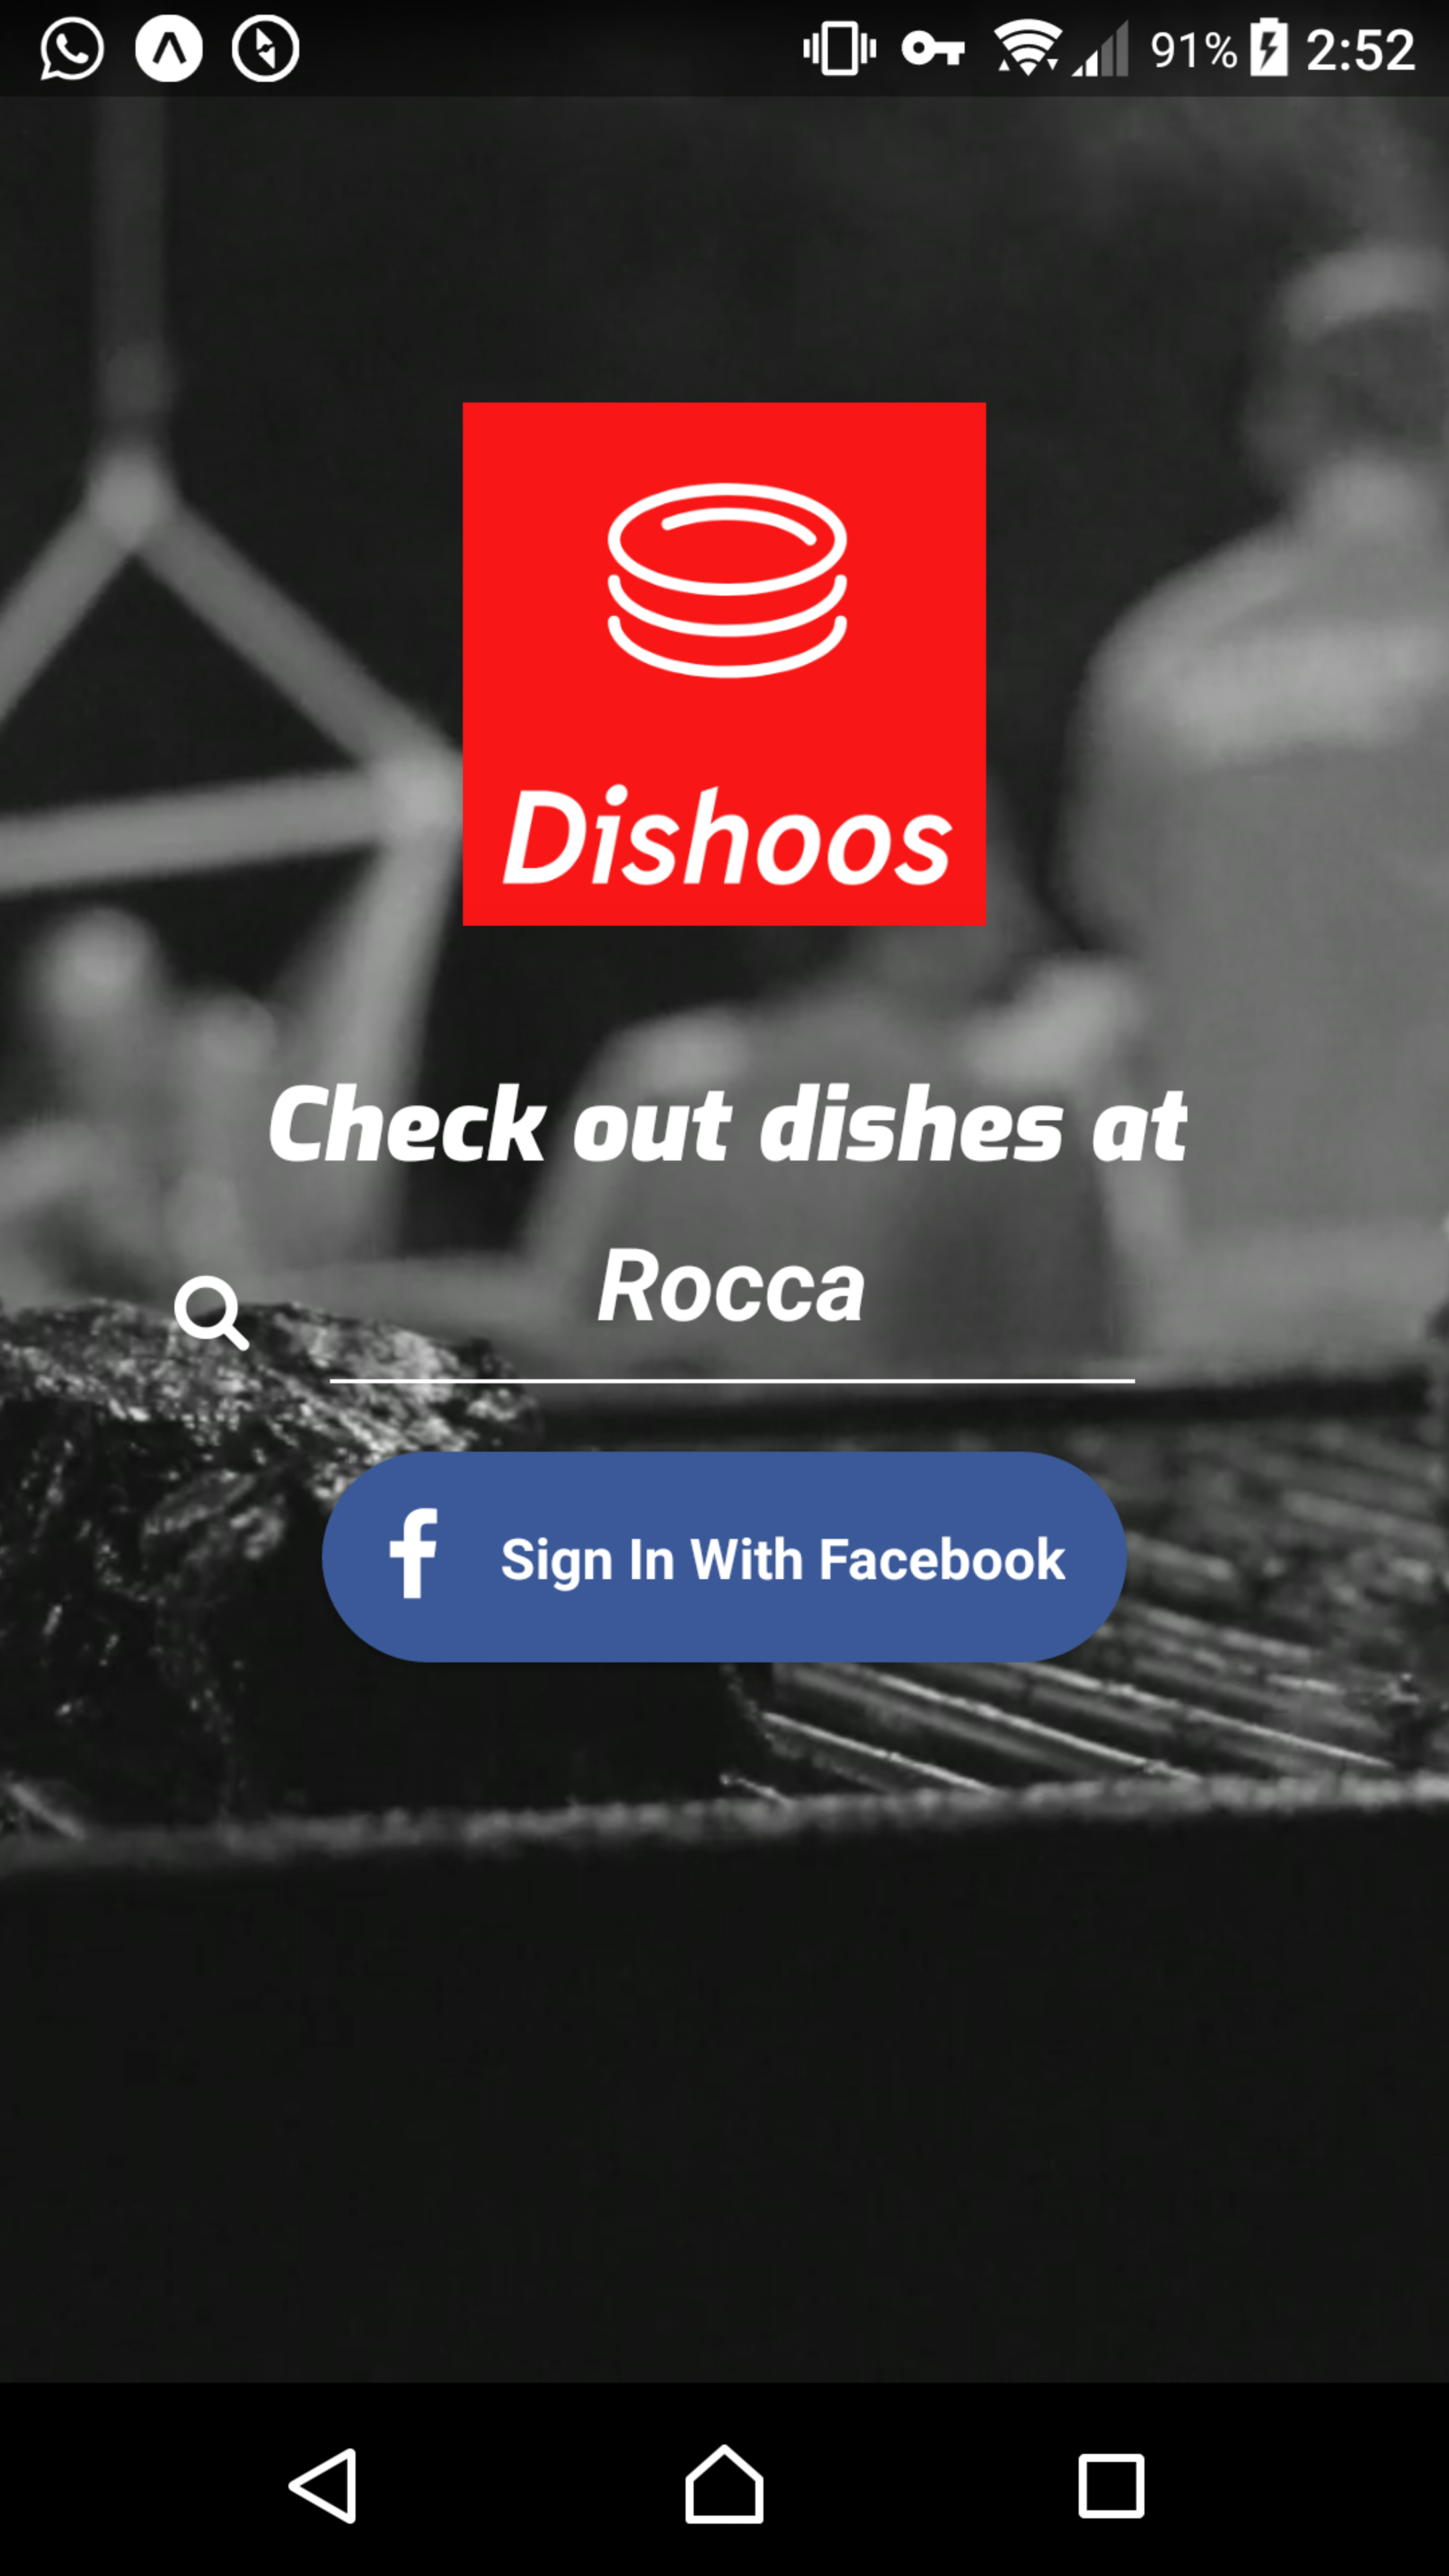 91% 2:52
Dishoos
Check out dishes at
Rocca
Sign In With Facebook